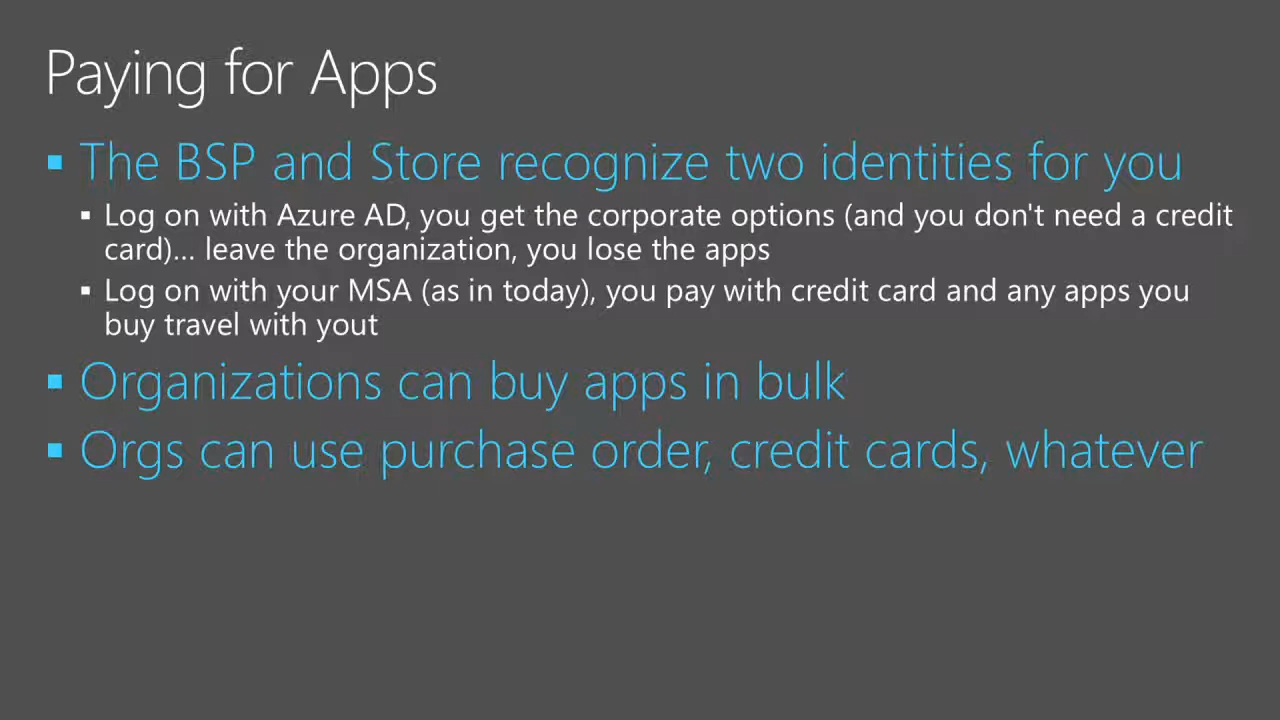 Paying for Apps
▪ The BSP and Store recognize two identities for you
▪ Log on with Azure AD, you get the corporate options (and you don't need a credit
card)... leave the organization, you lose the apps
▪ Log on with your MSA (as in today), you pay with credit card and any apps you
buy travel with yout
▪ Organizations can buy apps in bulk
▪ Orgs can use purchase order, credit cards, whatever